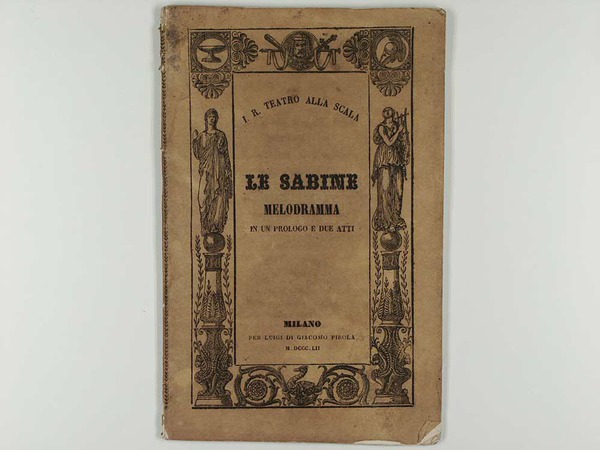 I. R. TEATRO ALLA SCALA
LE SABINE
MELODRAMMA
IN UN PROLOGO E DUE ATTI
MILANO
PER LUIGI DI GIACOMO PIROLA
M.DCCC.LII